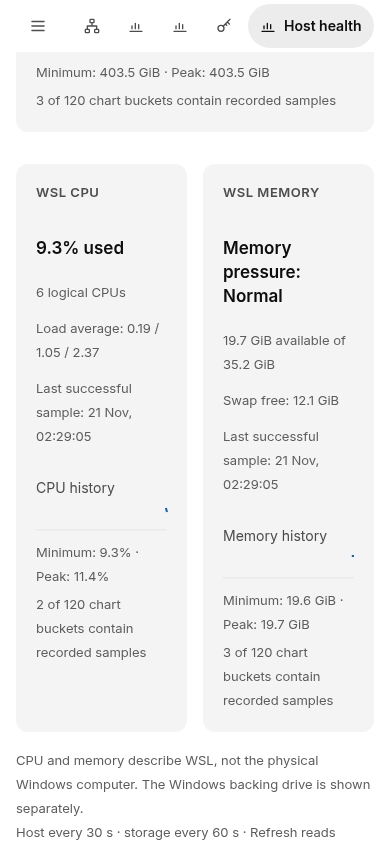 Host health
Minimum: 403.5 GiB · Peak: 403.5 GiB
3 of 120 chart buckets contain recorded samples
WSL CPU
9.3% used
6 logical CPUs
Load average: 0.19 /
1.05 / 2.37
Last successful
sample: 21 Nov,
02:29:05
CPU history
Minimum: 9.3% ·
Peak: 11.4%
2 of 120 chart
buckets contain
recorded samples
WSL MEMORY
Memory
pressure:
Normal
19.7 GiB available of
35.2 GiB
Swap free: 12.1 GiB
Last successful
sample: 21 Nov,
02:29:05
Memory history
Minimum: 19.6 GiB ·
Peak: 19.7 GiB
3 of 120 chart
buckets contain
recorded samples
CPU and memory describe WSL, not the physical
Windows computer. The Windows backing drive is shown
separately.
Host every 30 s · storage every 60 s · Refresh reads